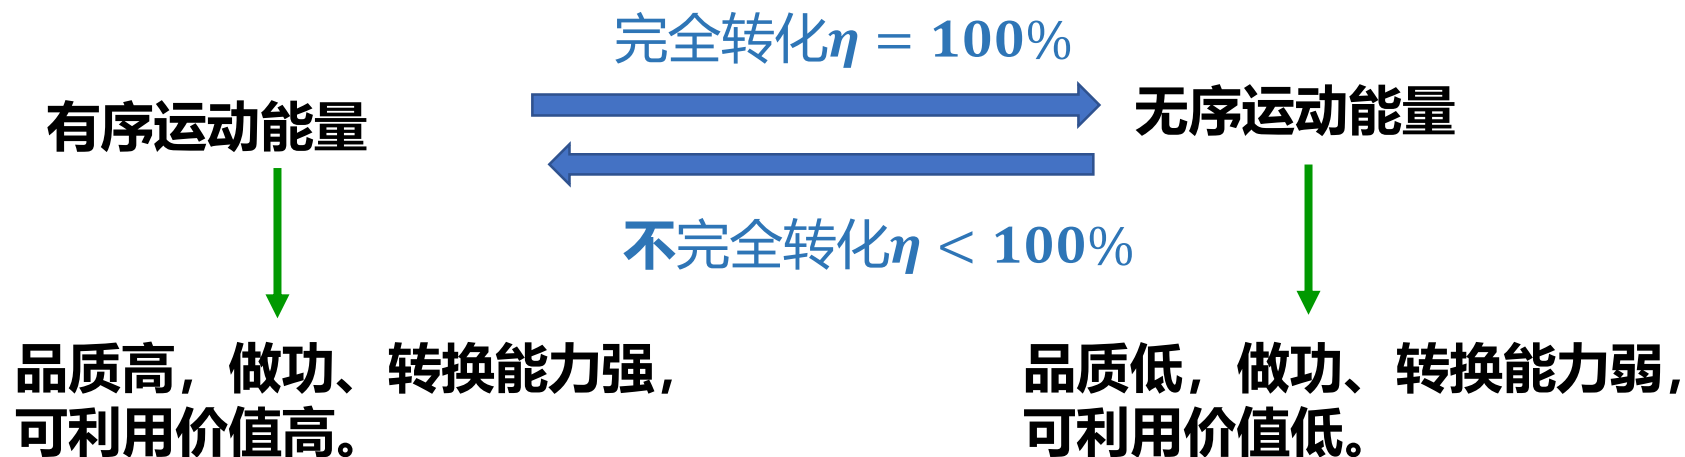 完全转化η = 100%
有序运动能量
无序运动能量
不完全转化η < 100%
品质高，做功、转换能力强，
可利用价值高。
品质低，做功、转换能力弱，
可利用价值低。